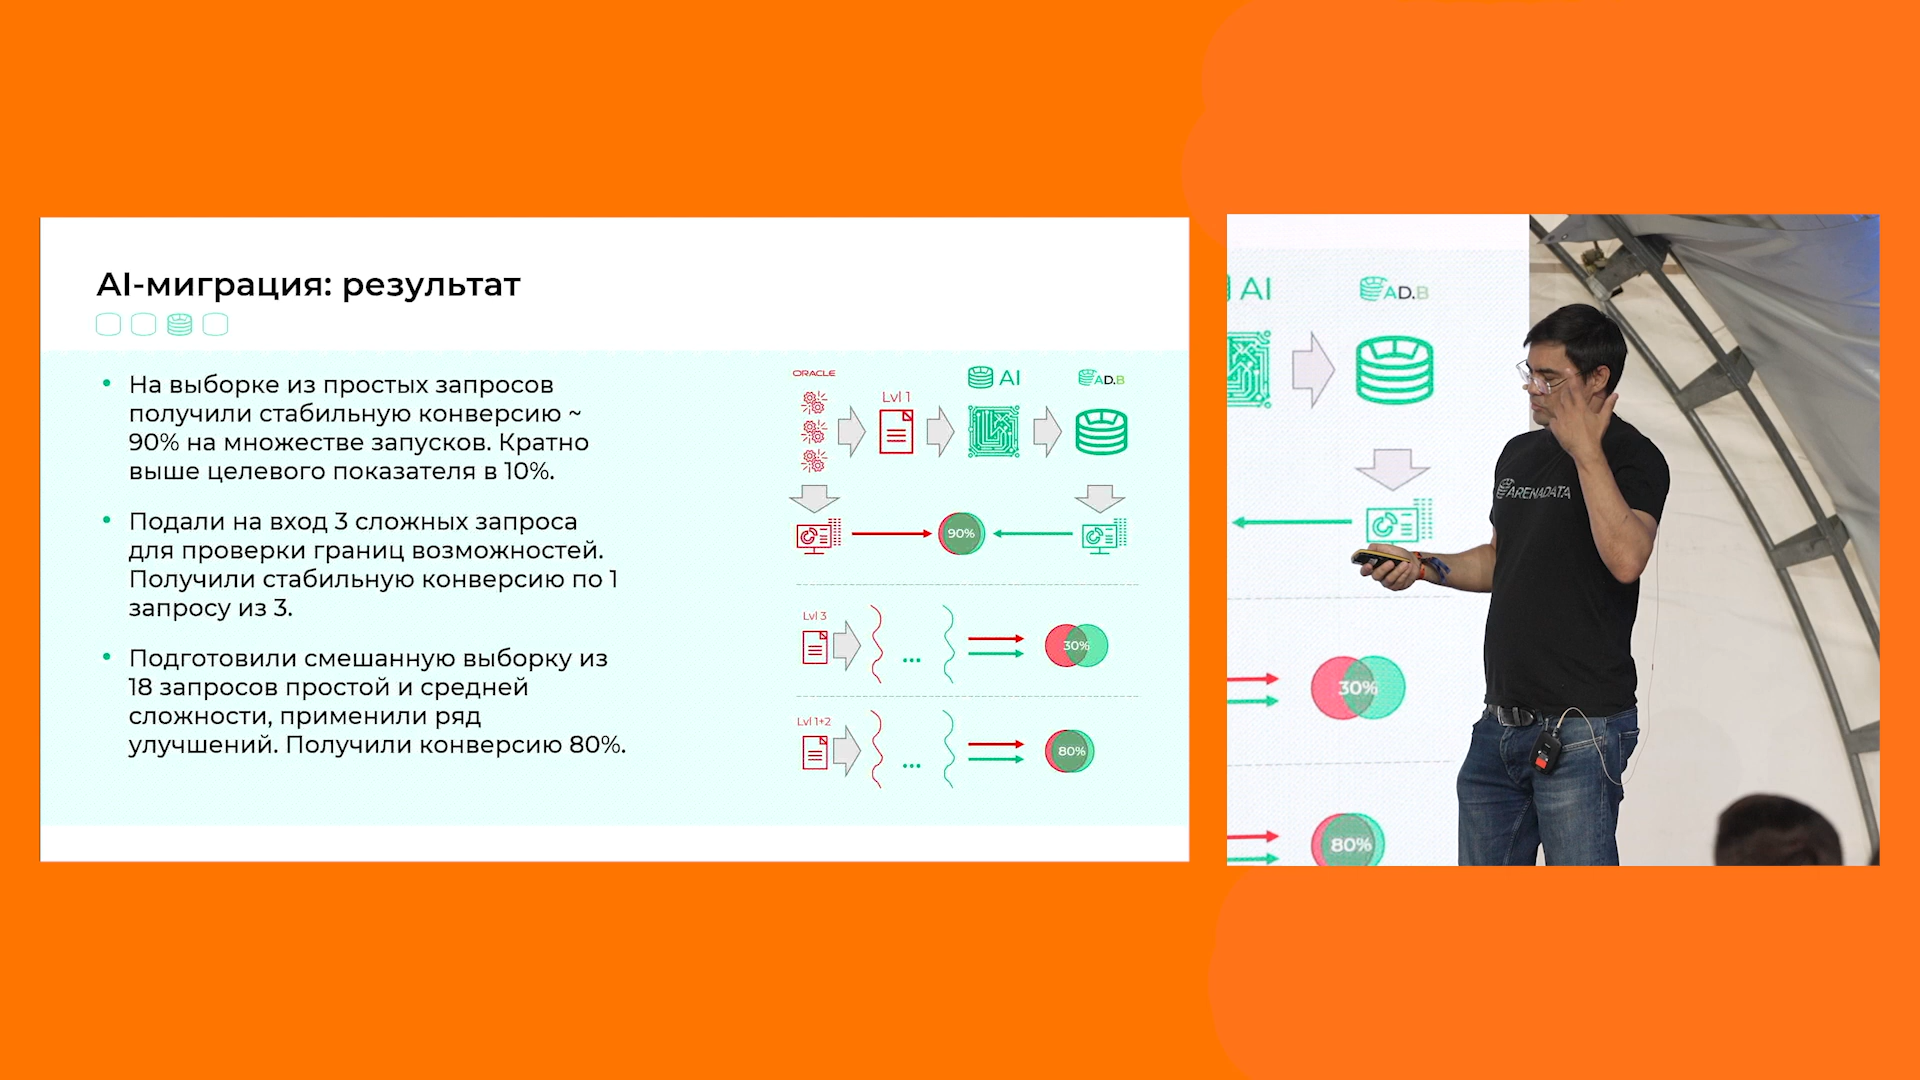 AI-миграция: результат
• На выборке из простых запросов
получили стабильную конверсию ~
90% на множестве запусков. Кратно
выше целевого показателя в 10%.
• Подали на вход 3 сложных запроса
для проверки границ возможностей.
Получили стабильную конверсию по 1
запросу из 3.
• Подготовили смешанную выборку из
18 запросов простой и средней
сложности, применили ряд
улучшений. Получили конверсию 80%.
ORACLE
Lvl 1
AI
AD.B
90%
Lvl 3
...
30%
Lvl 1+2
...
80%
AI
AD.B
30%
80%
ARENADATA